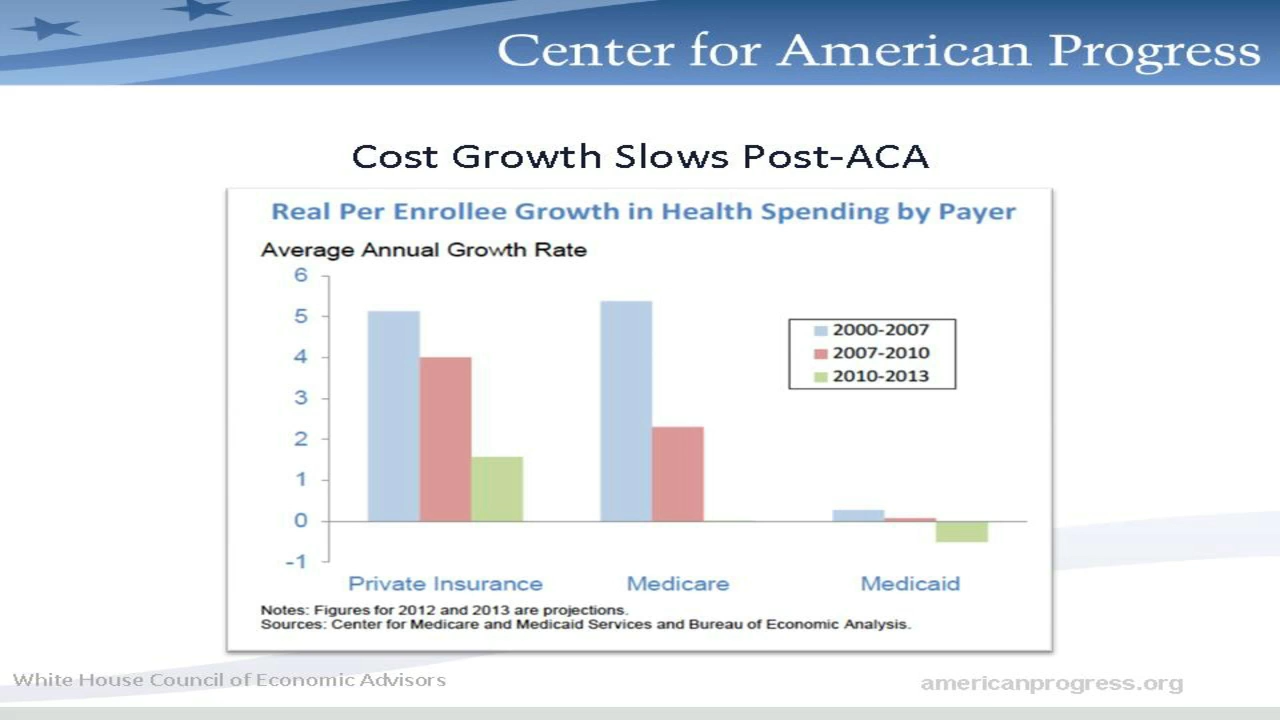 Center for American Progress
Cost Growth Slows Post-ACA
Real Per Enrollee Growth in Health Spending by Payer
Average Annual Growth Rate
6
5
4
3
2
1
0
-1
2000-2007
2007-2010
2010-2013
Private Insurance
Medicare
Medicaid
Notes: Figures for 2012 and 2013 are projections.
Sources: Center for Medicare and Medicaid Services and Bureau of Economic Analysis.
White House Council of Economic Advisors
americanprogress.org